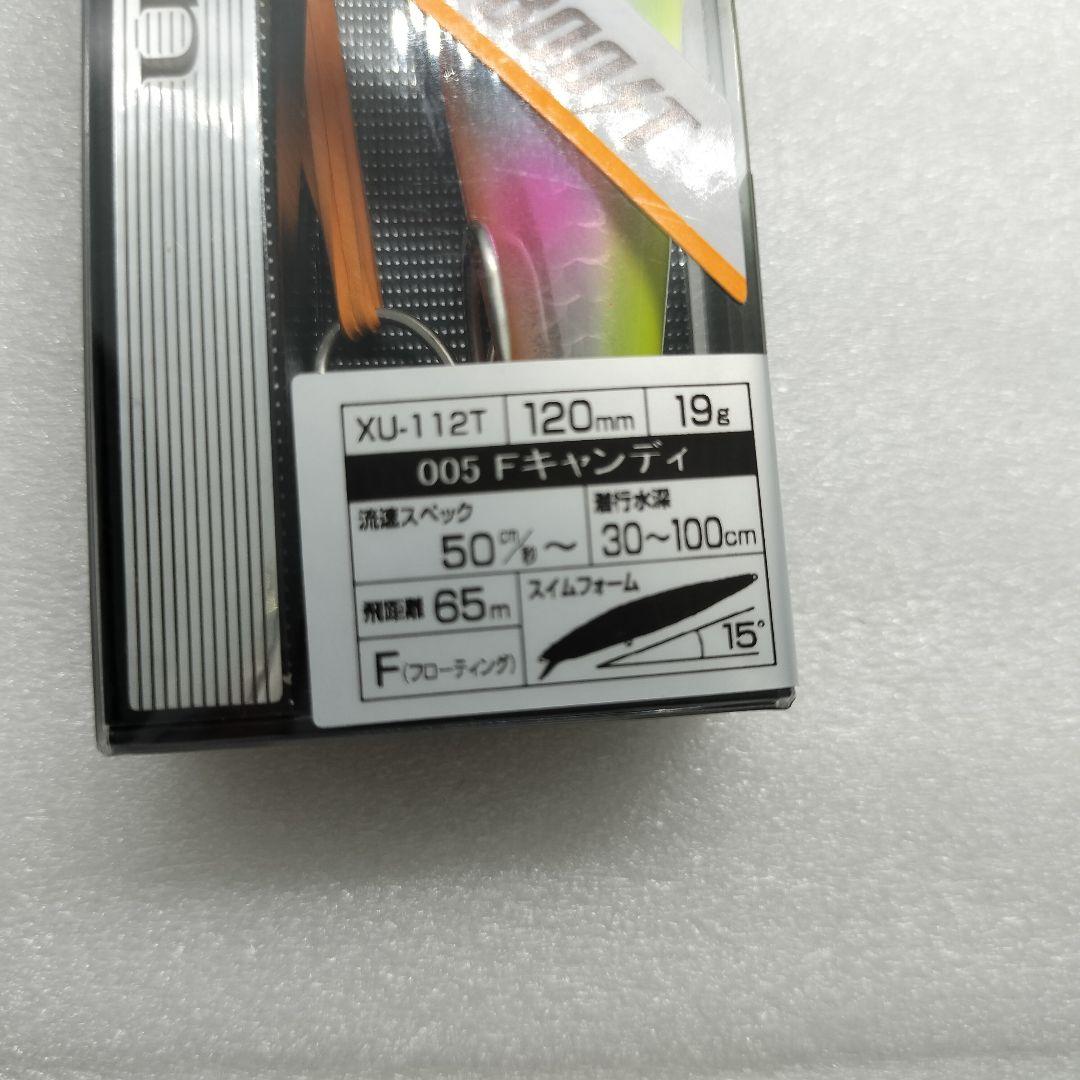 BOOST
XU-112T 120mm 19g
005 Fキャンディ
流速スペック 潜行水深
50cm/秒～ 30～100cm
飛距離 65m スイムフォーム
15°
F(フローティング)